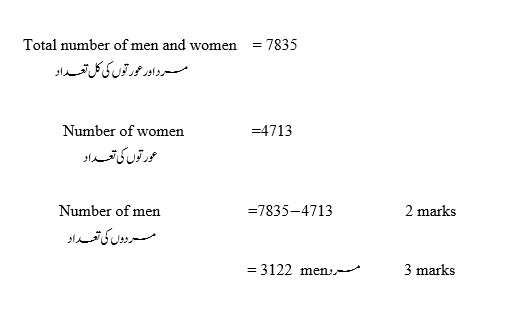 Total number of men and women = 7835
مرد اور عورتوں کی کل تعداد
Number of women =4713
عورتوں کی تعداد
Number of men =7835−4713 2 marks
مردوں کی تعداد
= 3122 men مرد 3 marks